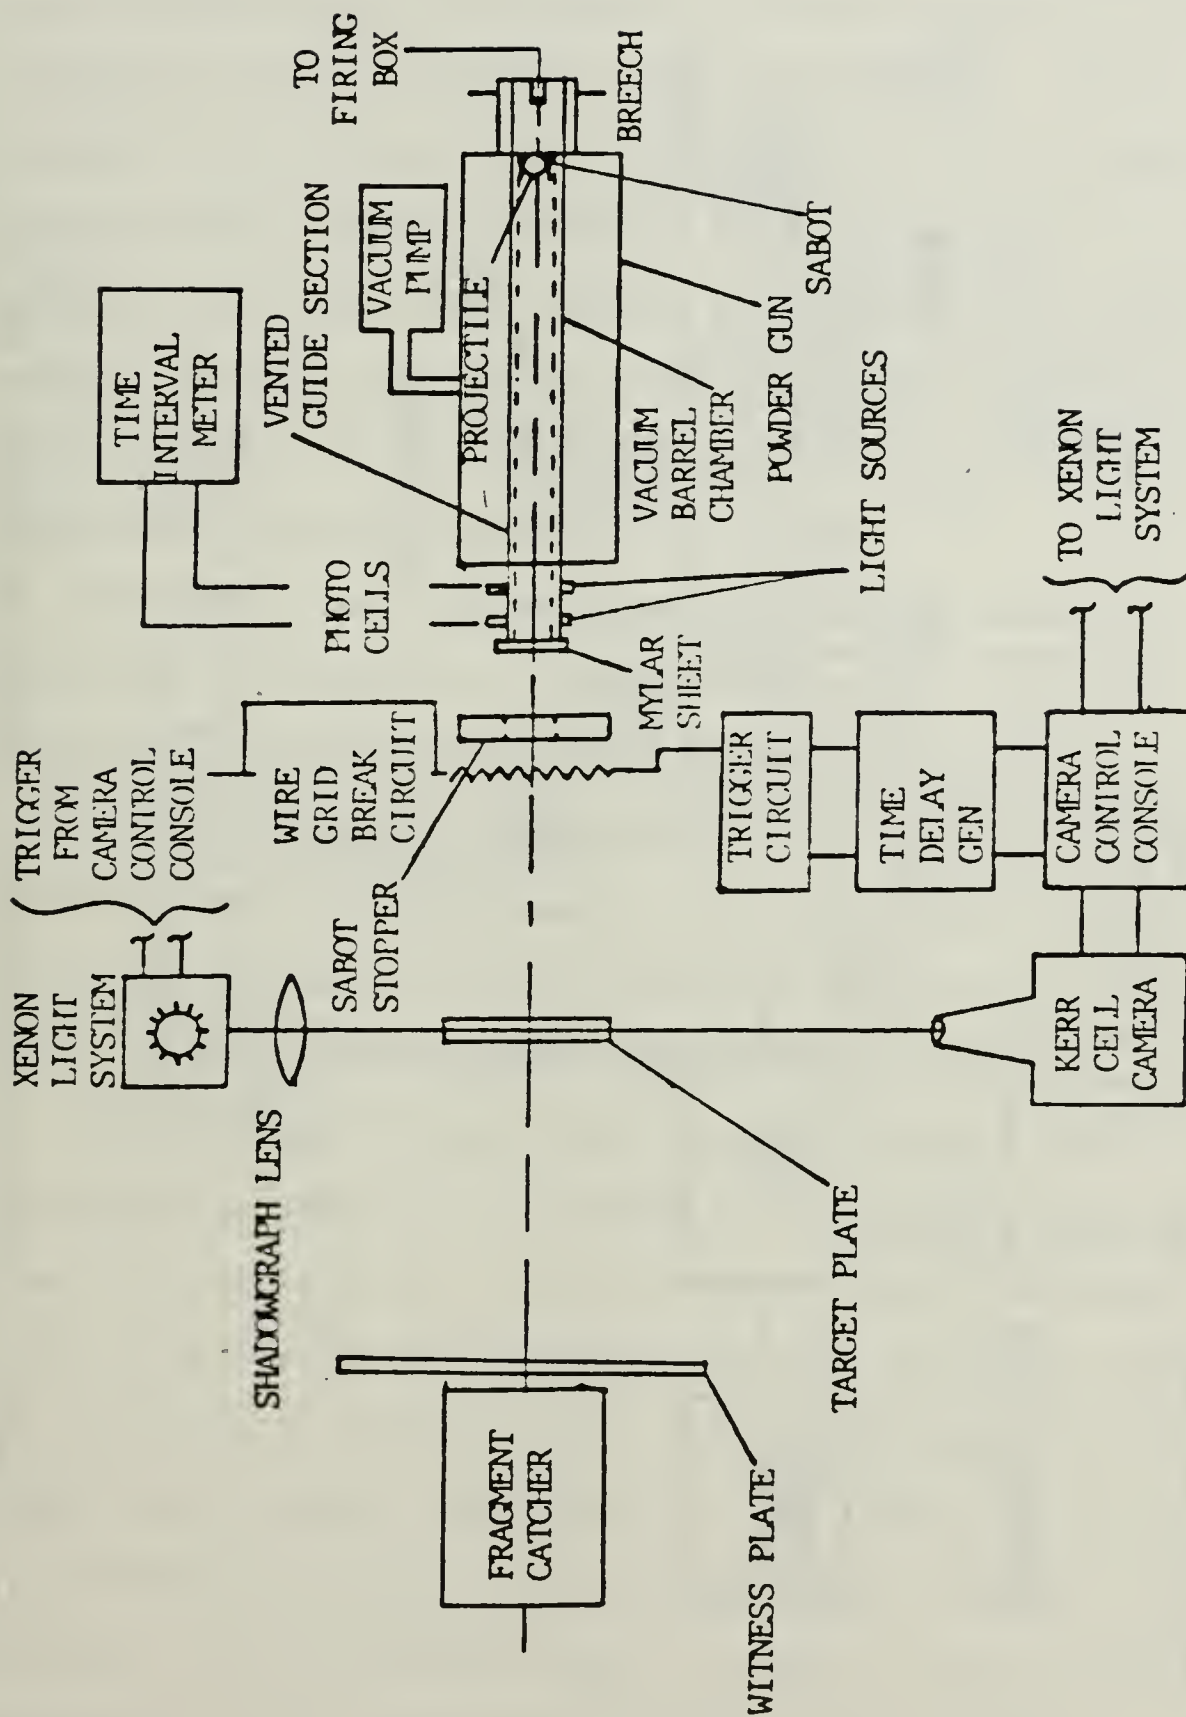 XENON
LIGHT
SYSTEM
TRIGGER
FROM
CAMERA
CONTROL
CONSOLE
TIME
INTERVAL
METER
TO
FIRING
BOX
SHADOWGRAPH LENS
WIRE
GRID
BREAK
CIRCUIT
PHOTO
CELLS
VENTED
GUIDE SECTION
VACUUM
PUMP
SABOT
STOPPER
PROJECTILE
BREECH
FRAGMENT
CATCHER
MYLAR
SHEET
VACUUM
BARREL
CHAMBER
POWDER GUN
SABOT
WITNESS PLATE
TARGET PLATE
TRIGGER
CIRCUIT
LIGHT SOURCES
TIME
DELAY
GEN
KERR
CELL
CAMERA
CAMERA
CONTROL
CONSOLE
TO XENON
LIGHT
SYSTEM